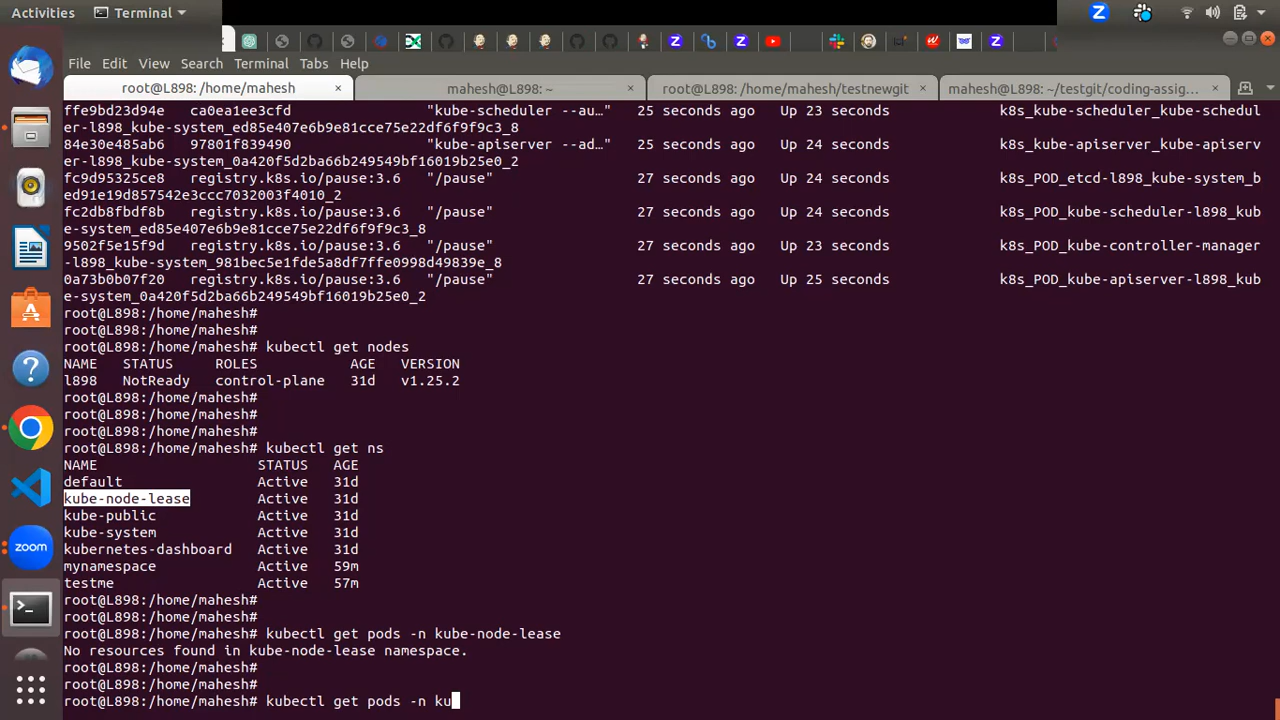 Activities Terminal
File Edit View Search Terminal Tabs Help
root@L898: /home/mahesh × mahesh@L898: ~ × root@L898: /home/mahesh/testnewgit × mahesh@L898: ~/testgit/coding-assig... ×
ffe9bd23d94e ca0ea1ee3cfd "kube-scheduler --au…" 25 seconds ago Up 23 seconds k8s_kube-scheduler_kube-schedul
er-l898_kube-system_ed85e407e6b9e81cce75e22df6f9f9c3_8
84e30e485ab6 97801f839490 "kube-apiserver --ad…" 25 seconds ago Up 24 seconds k8s_kube-apiserver_kube-apiserv
er-l898_kube-system_0a420f5d2ba66b249549bf16019b25e0_2
fc9d95325ce8 registry.k8s.io/pause:3.6 "/pause" 27 seconds ago Up 24 seconds k8s_POD_etcd-l898_kube-system_b
ed91e19d857542e3ccc7032003f4010_2
fc2db8fbdf8b registry.k8s.io/pause:3.6 "/pause" 27 seconds ago Up 24 seconds k8s_POD_kube-scheduler-l898_kub
e-system_ed85e407e6b9e81cce75e22df6f9f9c3_8
9502f5e15f9d registry.k8s.io/pause:3.6 "/pause" 27 seconds ago Up 23 seconds k8s_POD_kube-controller-manager
-l898_kube-system_981bec5e1fde5a8df7ffe0998d49839e_8
0a73b0b07f20 registry.k8s.io/pause:3.6 "/pause" 27 seconds ago Up 25 seconds k8s_POD_kube-apiserver-l898_kub
e-system_0a420f5d2ba66b249549bf16019b25e0_2
root@L898:/home/mahesh#
root@L898:/home/mahesh#
root@L898:/home/mahesh# kubectl get nodes
NAME STATUS ROLES AGE VERSION
l898 NotReady control-plane 31d v1.25.2
root@L898:/home/mahesh#
root@L898:/home/mahesh#
root@L898:/home/mahesh#
root@L898:/home/mahesh# kubectl get ns
NAME STATUS AGE
default Active 31d
kube-node-lease Active 31d
kube-public Active 31d
kube-system Active 31d
kubernetes-dashboard Active 31d
mynamespace Active 59m
testme Active 57m
root@L898:/home/mahesh#
root@L898:/home/mahesh#
root@L898:/home/mahesh# kubectl get pods -n kube-node-lease
No resources found in kube-node-lease namespace.
root@L898:/home/mahesh#
root@L898:/home/mahesh#
root@L898:/home/mahesh# kubectl get pods -n ku
zoom